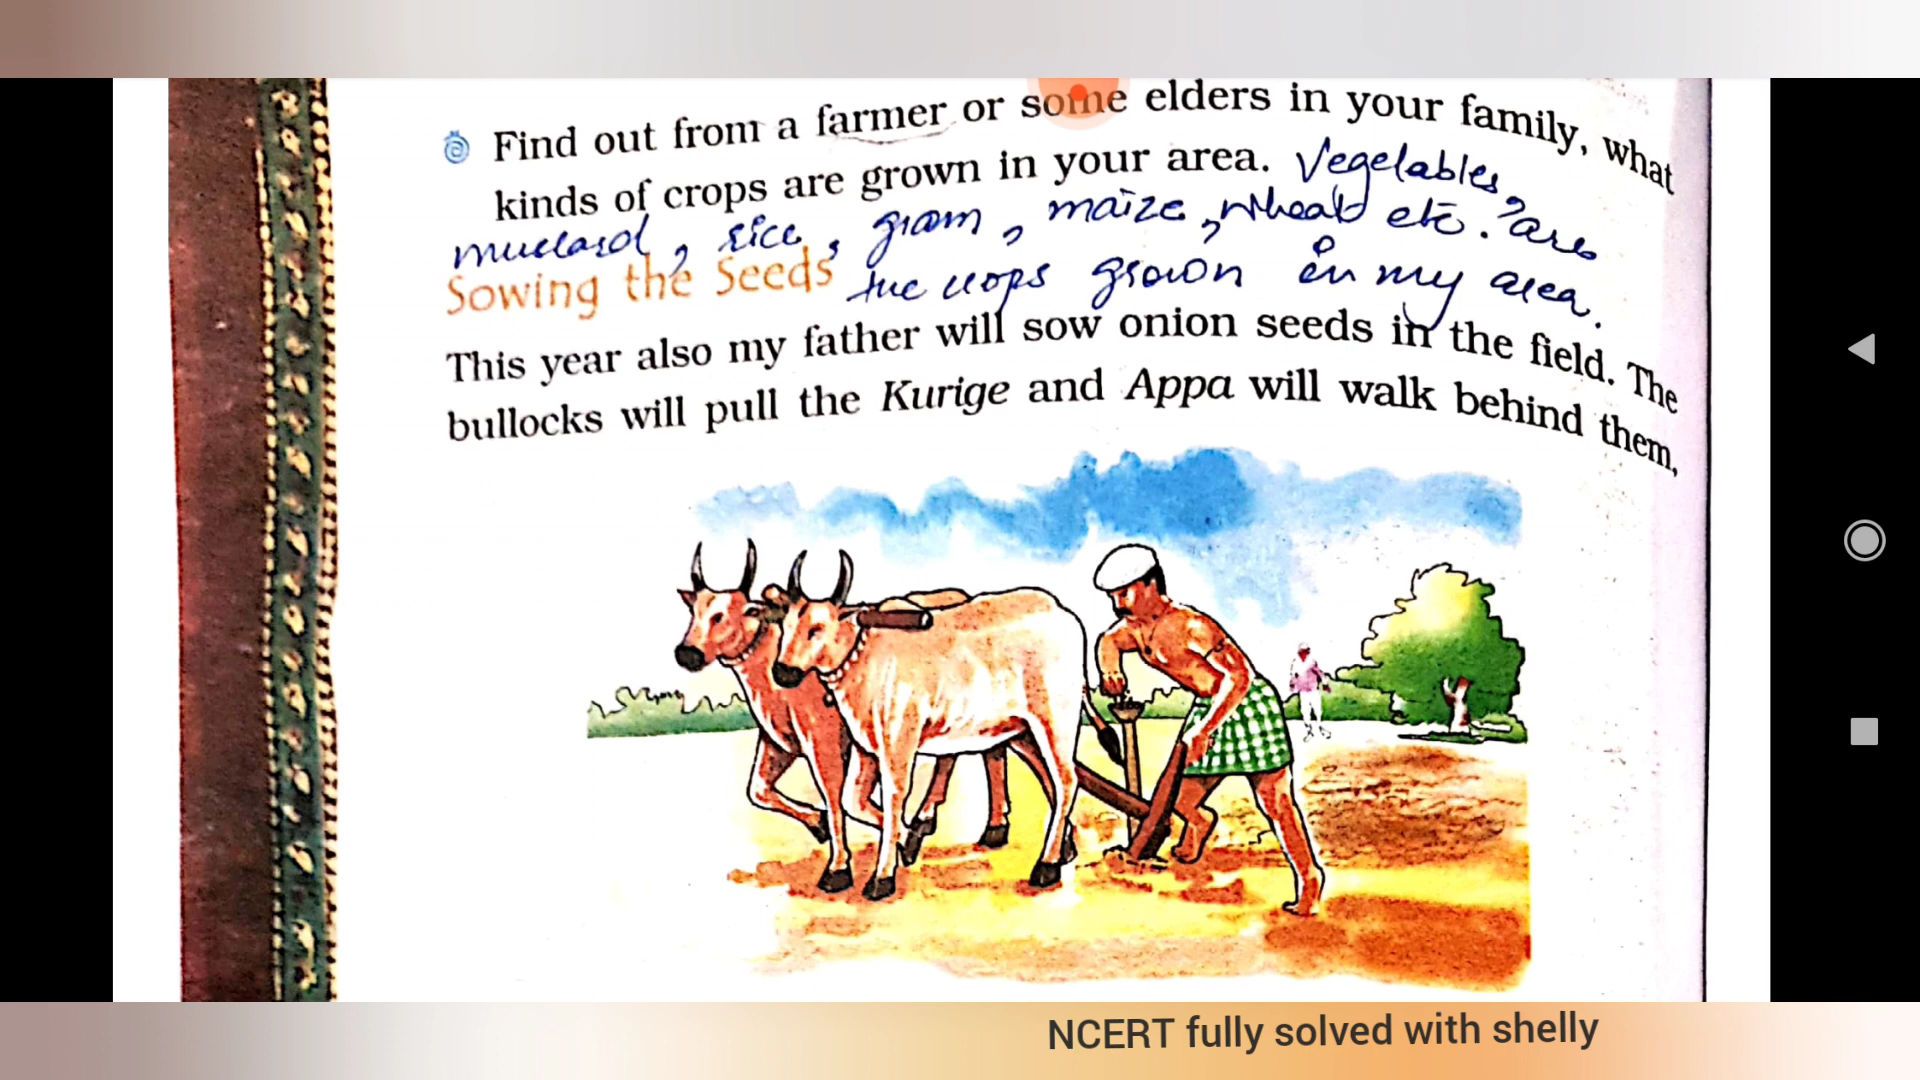 Find out from a farmer or some elders in your family, what
kinds of crops are grown in your area. Vegetables,
mustard, rice, gram, maize, wheat etc. are
Sowing the Seeds the crops grown in my area.
This year also my father will sow onion seeds in the field. The
bullocks will pull the Kurige and Appa will walk behind them,
NCERT fully solved with shelly